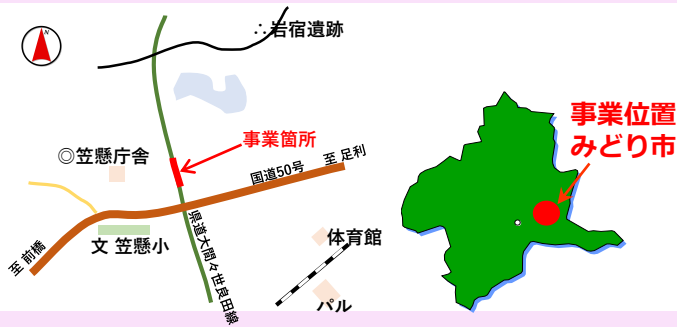 N
∴岩宿遺跡
事業箇所
◎笠懸庁舎
国道50号
至 足利
文 笠懸小
至 前橋
県道大間々世良田線
体育館
パル
事業位置
みどり市